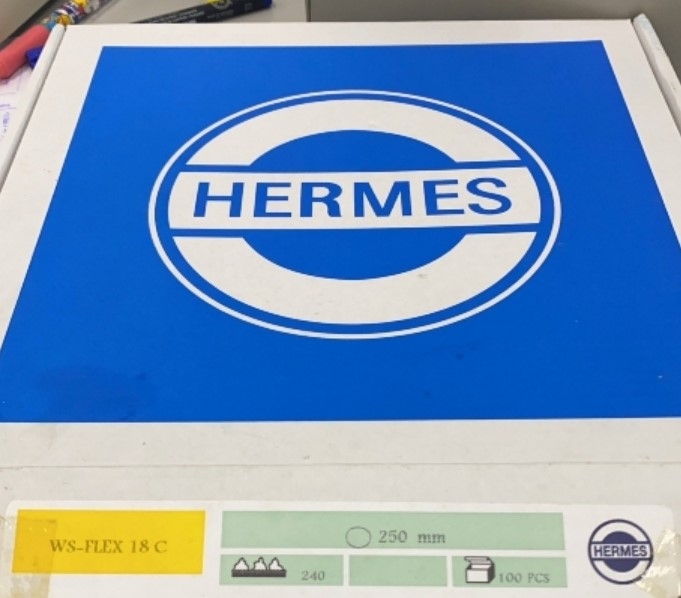 HERMES
WS-FLEX 18 C
250 mm
240
100 PCS
HERMES